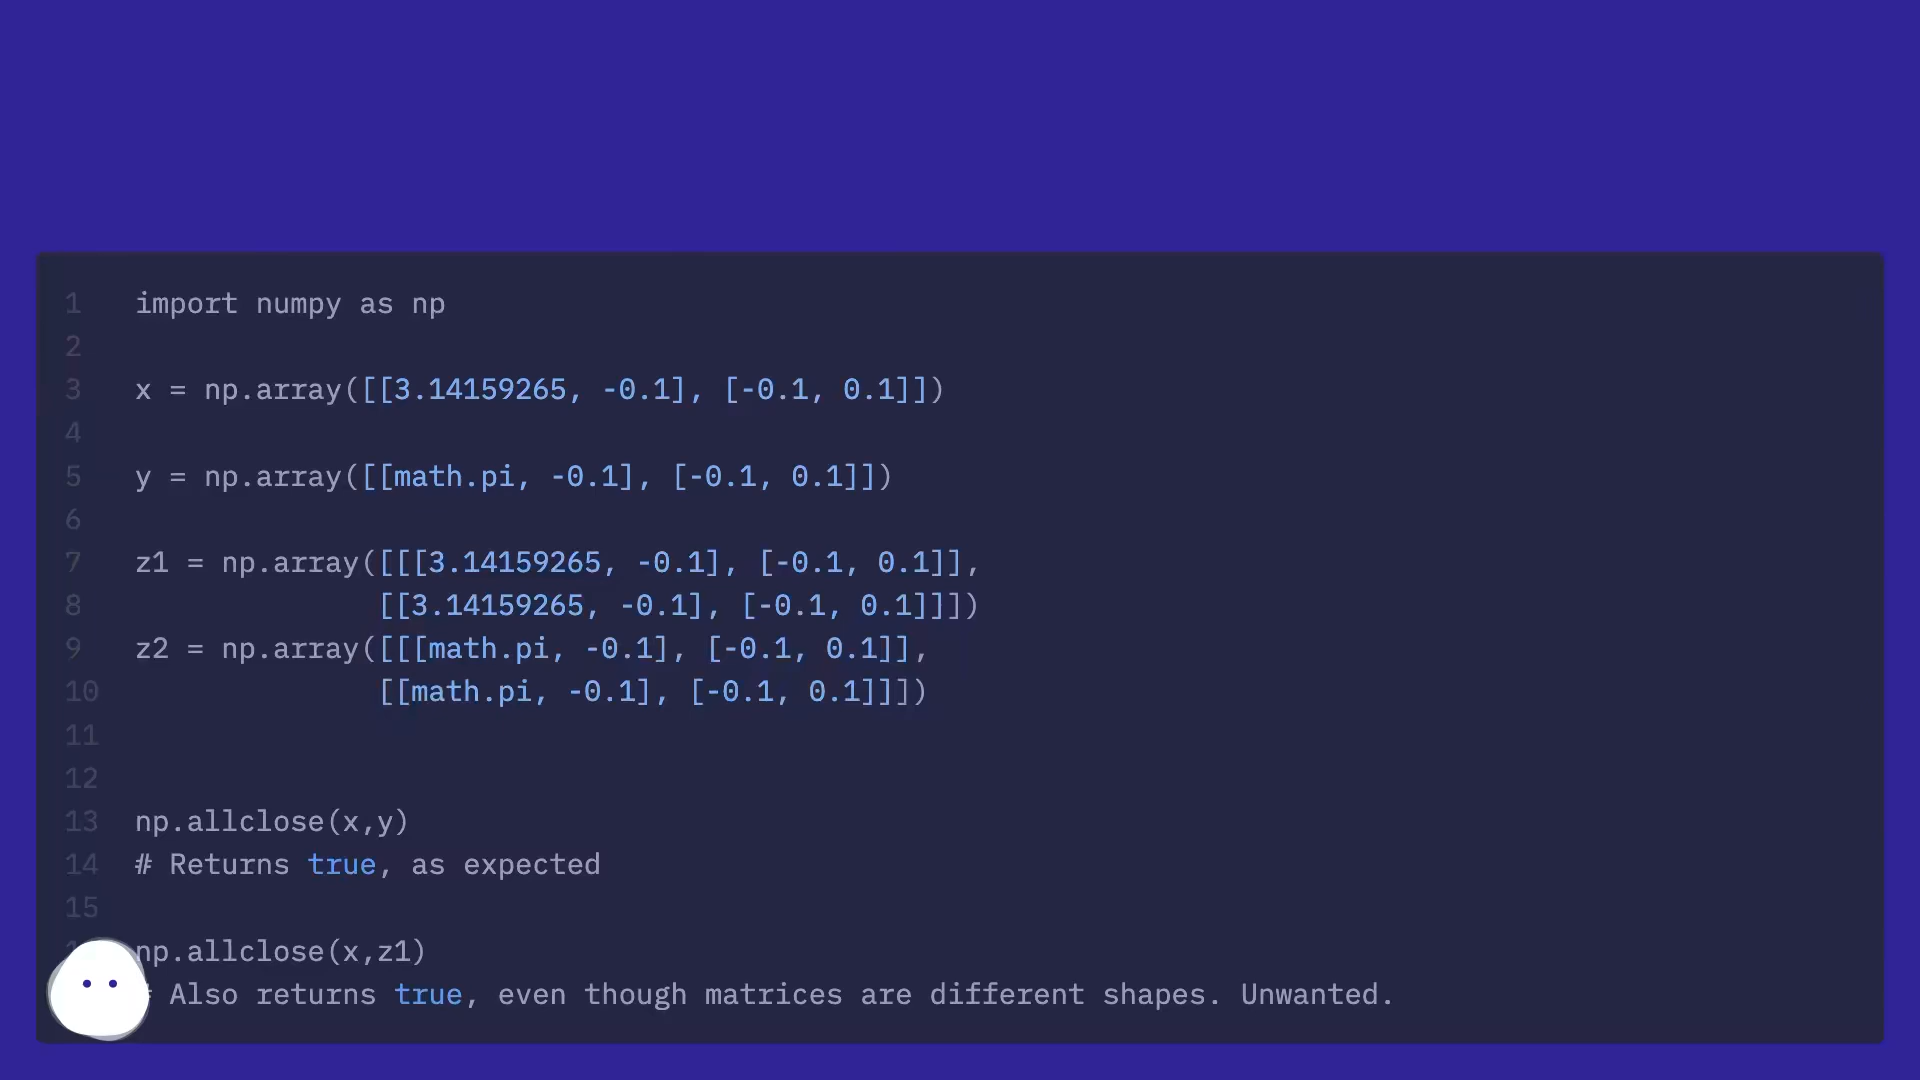 1 import numpy as np
2
3 x = np.array([[3.14159265, -0.1], [-0.1, 0.1]])
4
5 y = np.array([[math.pi, -0.1], [-0.1, 0.1]])
6
7 z1 = np.array([[[3.14159265, -0.1], [-0.1, 0.1]],
8 [[3.14159265, -0.1], [-0.1, 0.1]]])
9 z2 = np.array([[[math.pi, -0.1], [-0.1, 0.1]],
10 [[math.pi, -0.1], [-0.1, 0.1]]])
11
12
13 np.allclose(x,y)
14 # Returns true, as expected
15
np.allclose(x,z1)
Also returns true, even though matrices are different shapes. Unwanted.